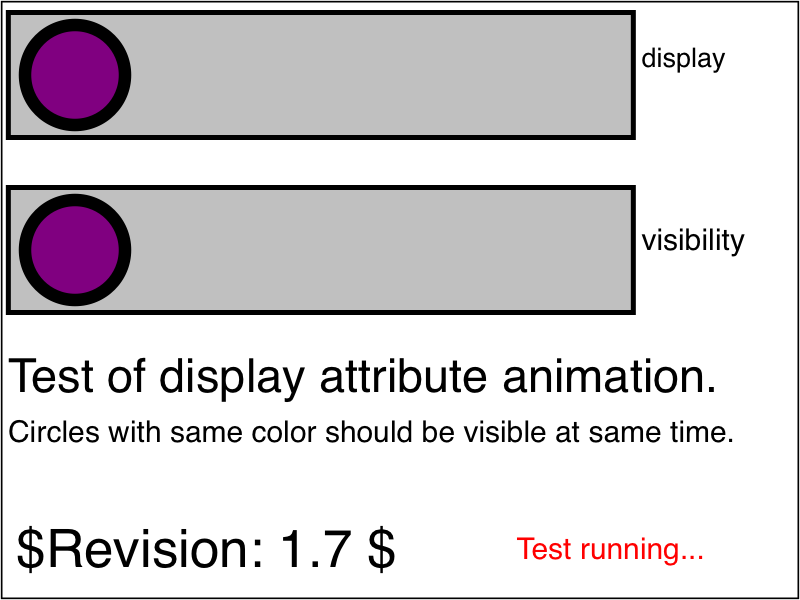 display
visibility
Test of display attribute animation.
Circles with same color should be visible at same time.
$Revision: 1.7 $
Test running...